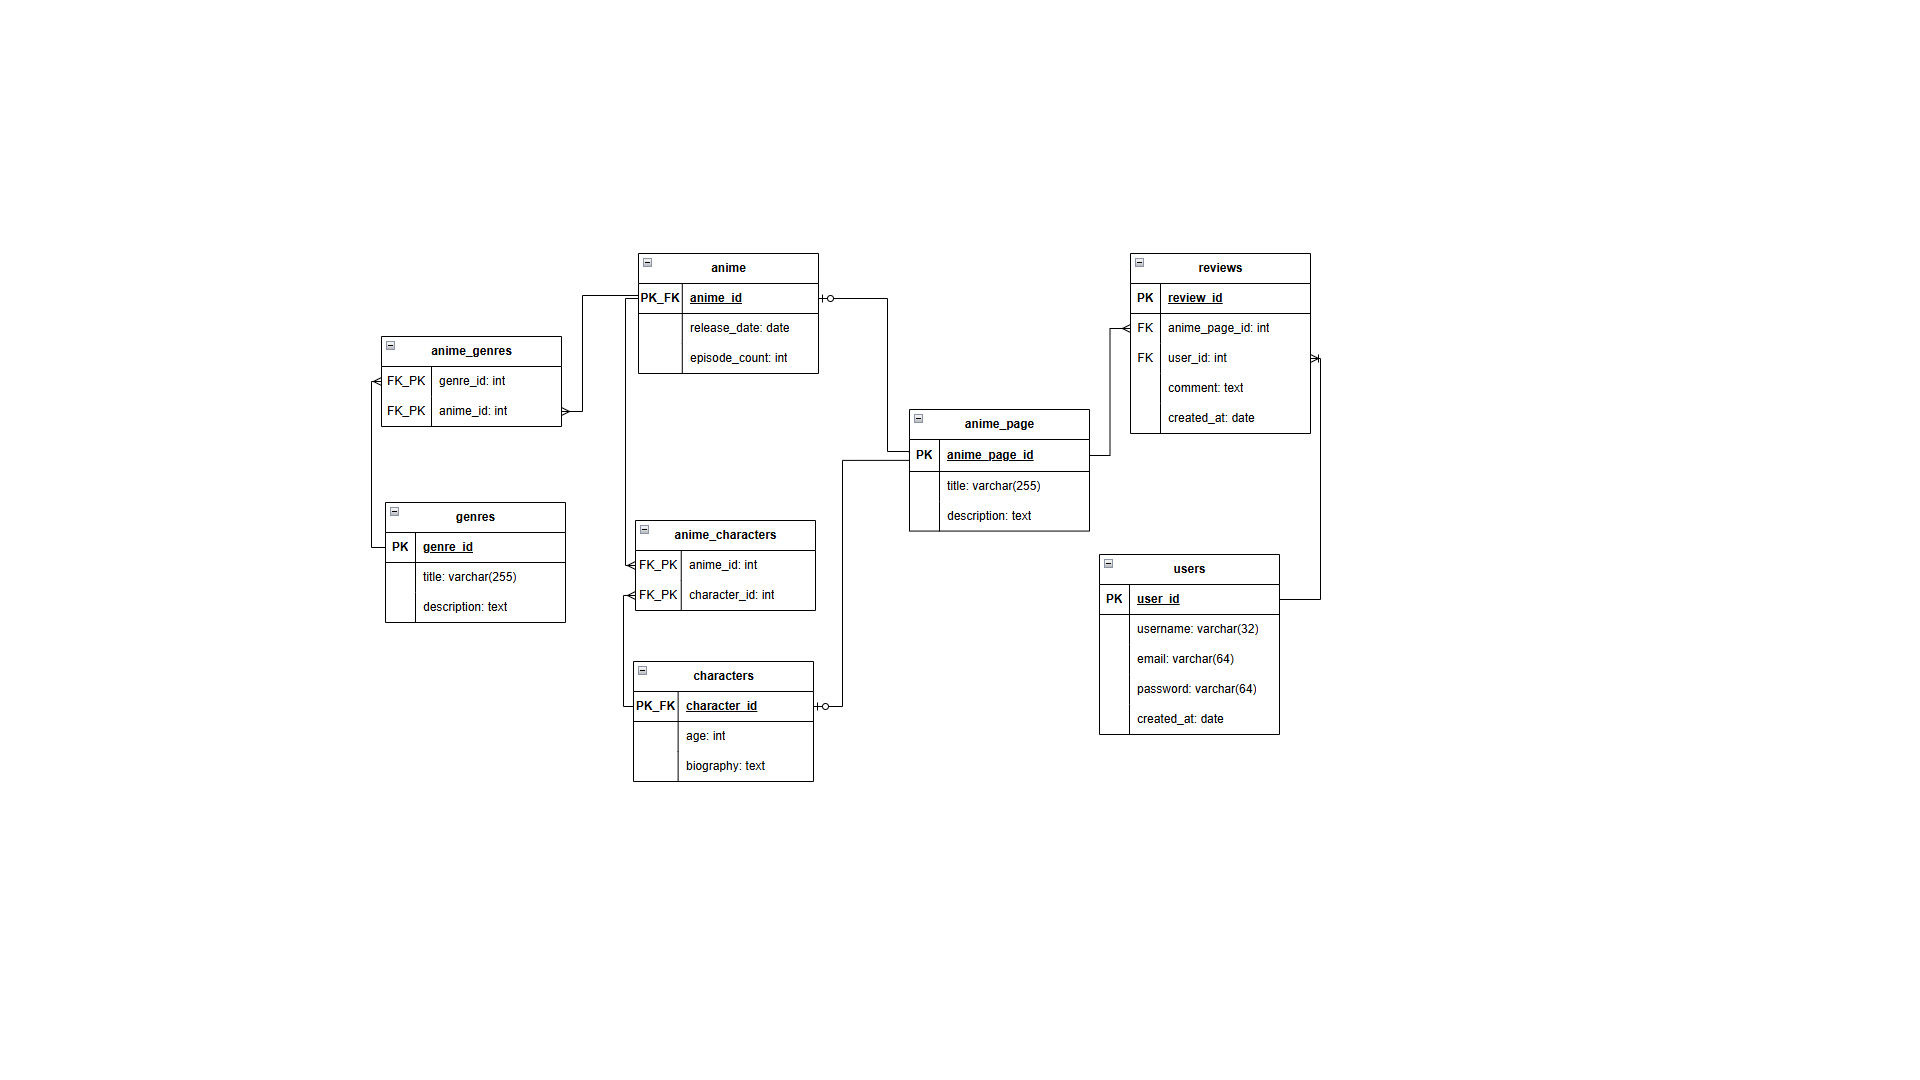 anime
PK_FK anime_id
release_date: date
episode_count: int
reviews
PK review_id
FK anime_page_id: int
FK user_id: int
comment: text
created_at: date
anime_genres
FK_PK genre_id: int
FK_PK anime_id: int
anime_page
PK anime_page_id
title: varchar(255)
description: text
genres
PK genre_id
title: varchar(255)
description: text
anime_characters
FK_PK anime_id: int
FK_PK character_id: int
users
PK user_id
username: varchar(32)
email: varchar(64)
password: varchar(64)
created_at: date
characters
PK_FK character_id
age: int
biography: text